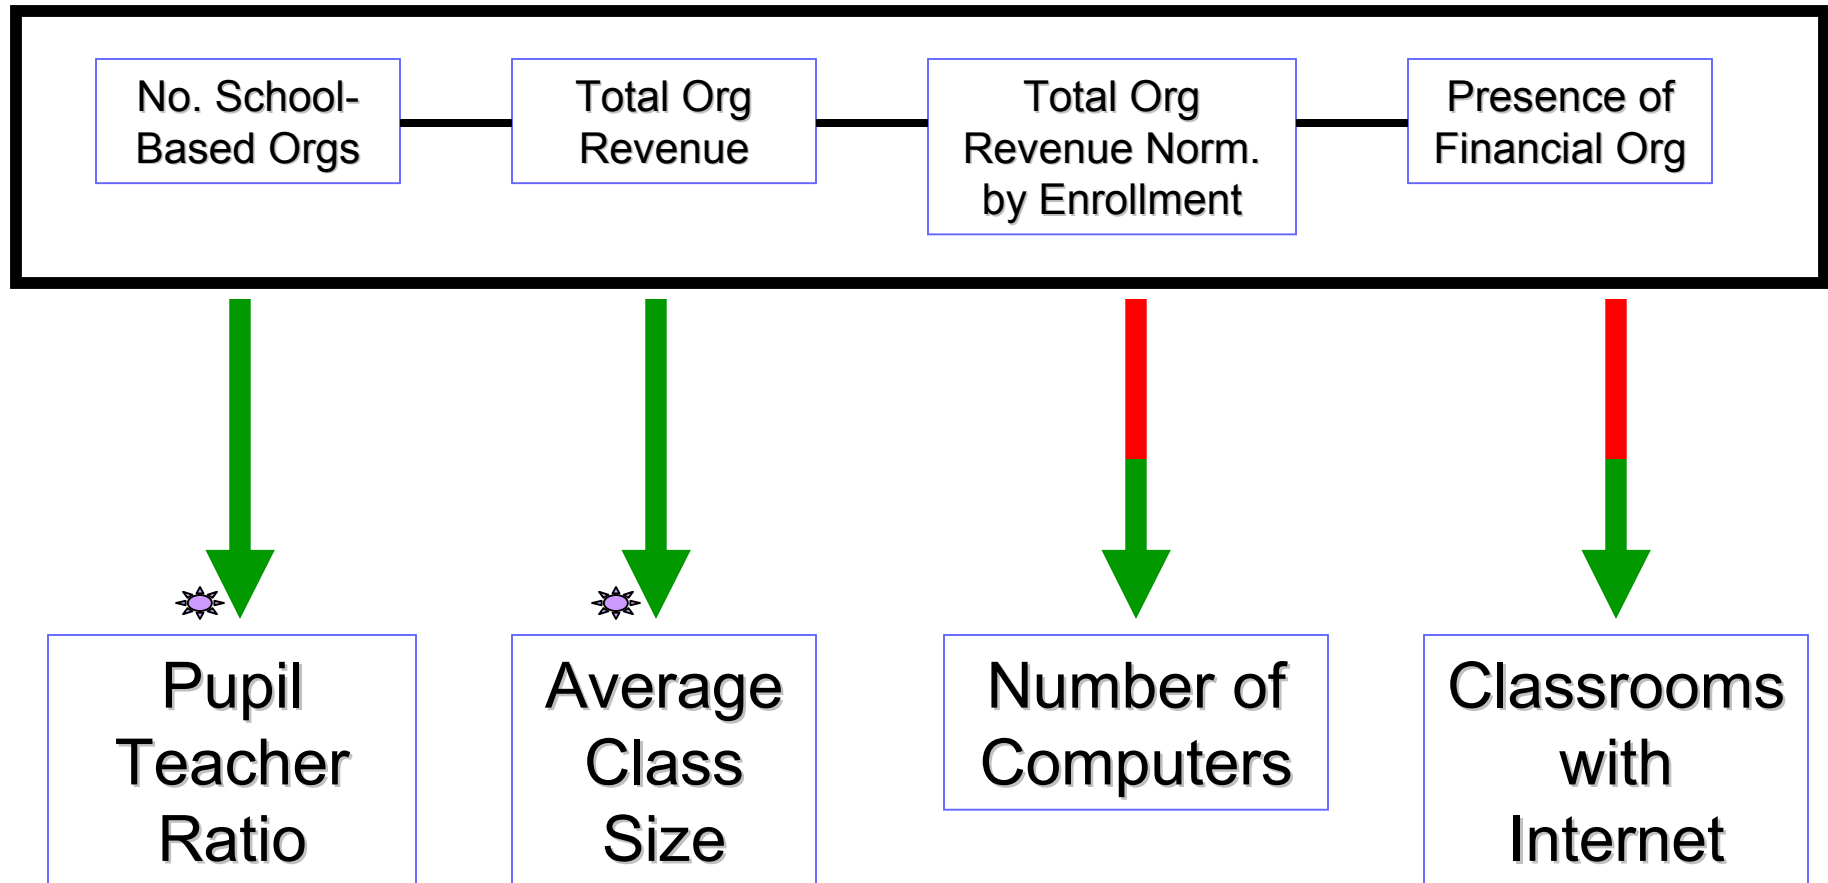 No. School-
Based Orgs
Total Org
Revenue
Total Org
Revenue Norm.
by Enrollment
Presence of
Financial Org
Pupil
Teacher
Ratio
Average
Class
Size
Number of
Computers
Classrooms
with
Internet